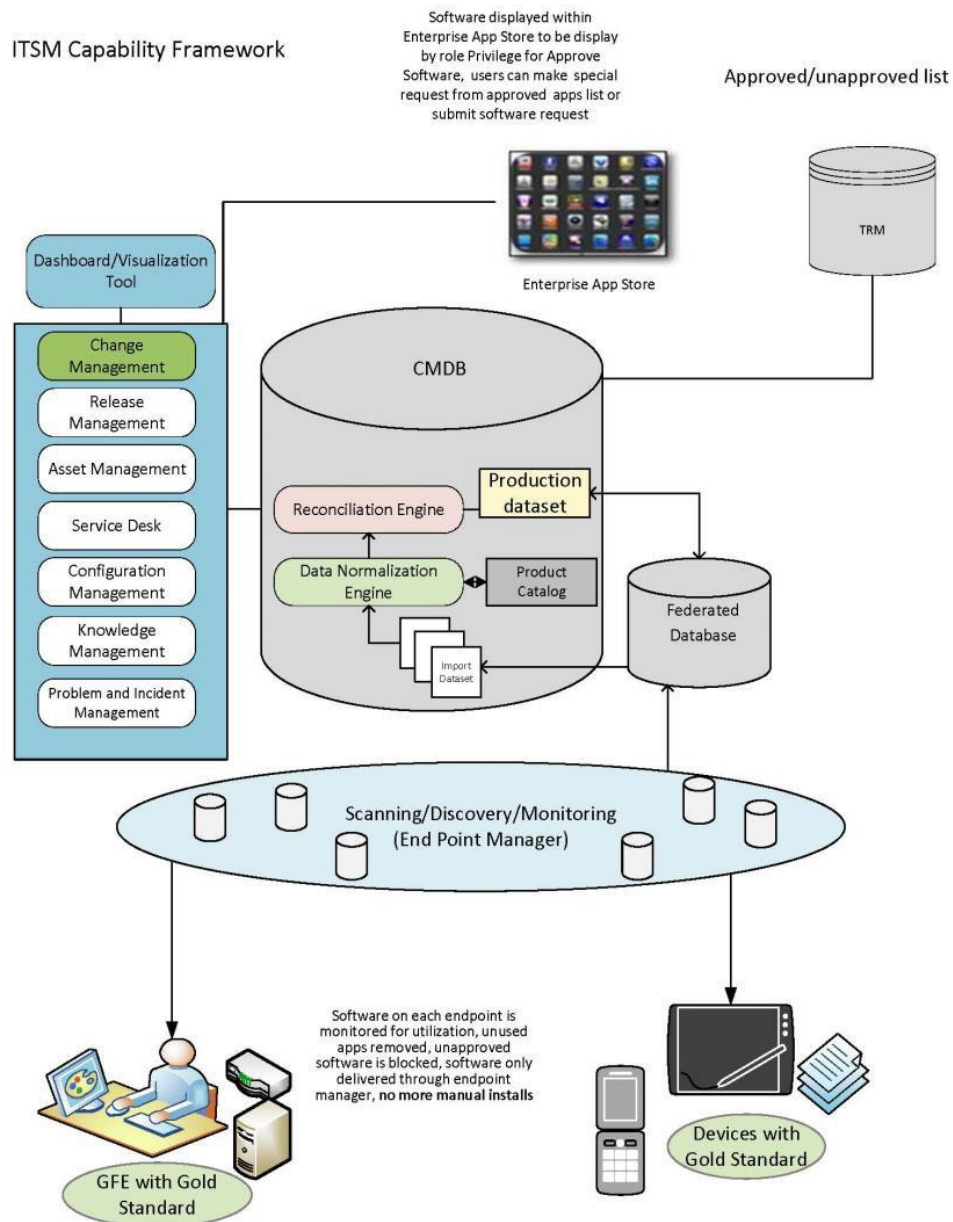 ITSM Capability Framework
Software displayed within
Enterprise App Store to be display
by role Privilege for Approve
Software, users can make special
request from approved apps list or
submit software request
Approved/unapproved list
TRM
Enterprise App Store
Dashboard/Visualization
Tool
Change
Management
Release
Management
Asset Management
Service Desk
Configuration
Management
Knowledge
Management
Problem and Incident
Management
CMDB
Reconciliation Engine
Production
dataset
Data Normalization
Engine
Product
Catalog
Import
Dataset
Federated
Database
Scanning/Discovery/Monitoring
(End Point Manager)
Software on each endpoint is
monitored for utilization, unused
apps removed, unapproved
software is blocked, software only
delivered through endpoint
manager, no more manual installs
GFE with Gold
Standard
Devices with
Gold Standard